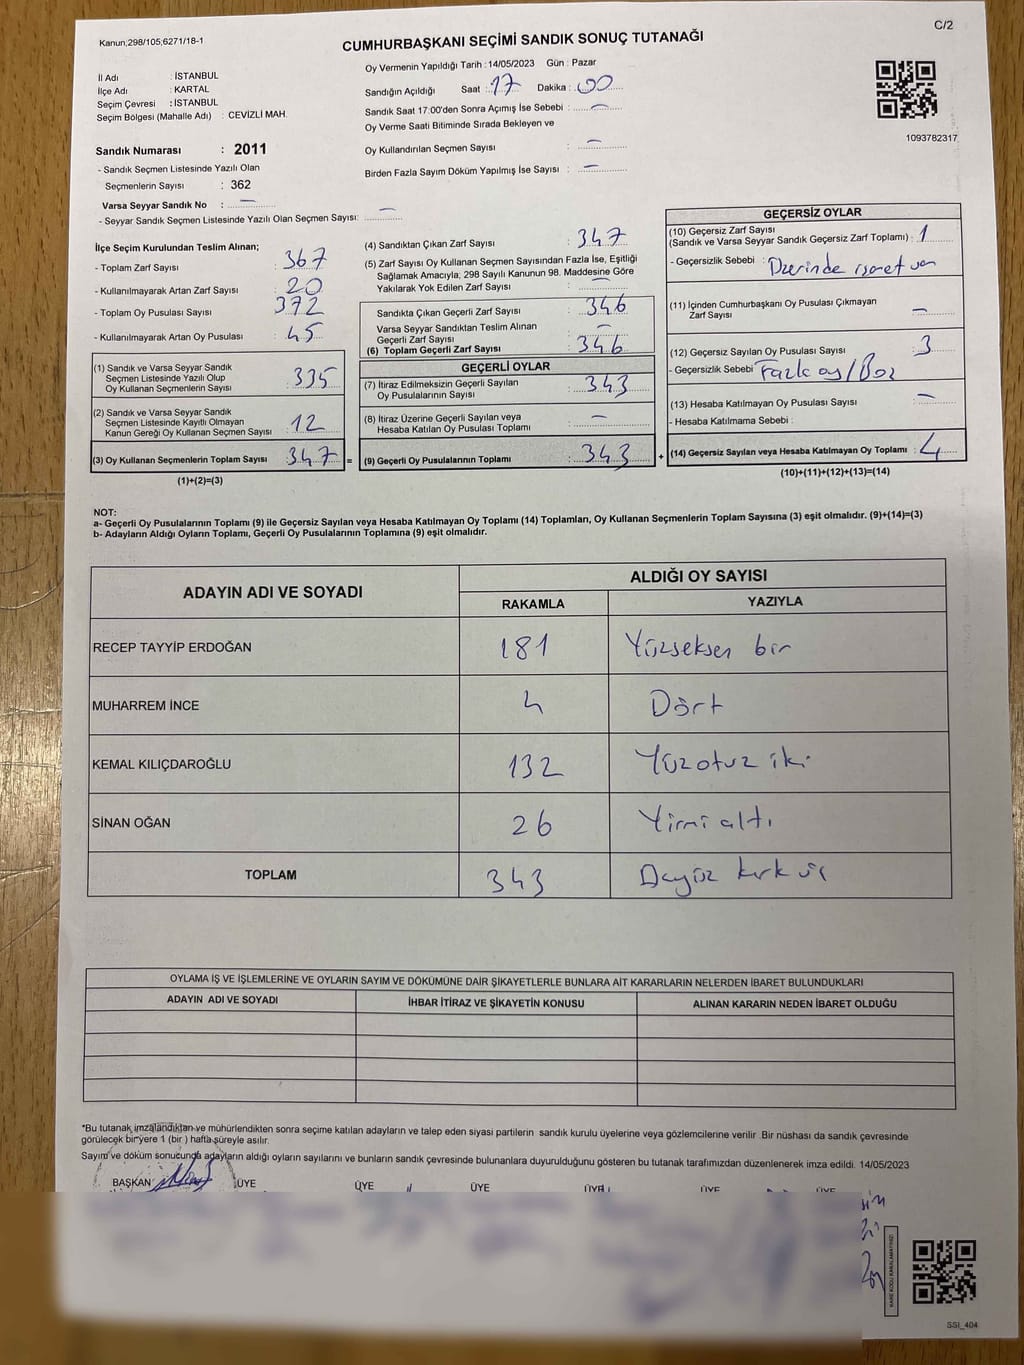 C/2
Kanun;298/105;6271/18-1
CUMHURBAŞKANI SEÇİMİ SANDIK SONUÇ TUTANAĞI
İl Adı : İSTANBUL
İlçe Adı : KARTAL
Seçim Çevresi : İSTANBUL
Seçim Bölgesi (Mahalle Adı) : CEVİZLİ MAH.
Sandık Numarası : 2011
- Sandık Seçmen Listesinde Yazılı Olan
Seçmenlerin Sayısı : 362
Varsa Seyyar Sandık No : —
- Seyyar Sandık Seçmen Listesinde Yazılı Olan Seçmen Sayısı: —
Oy Vermenin Yapıldığı Tarih : 14/05/2023 Gün : Pazar
Sandığın Açıldığı Saat : 17 Dakika : 00
Sandık Saat 17:00'den Sonra Açımış İse Sebebi : —
Oy Verme Saati Bitiminde Sırada Bekleyen ve
Oy Kullandırılan Seçmen Sayısı : —
Birden Fazla Sayım Döküm Yapılmış İse Sayısı : —
1093782317
İlçe Seçim Kurulundan Teslim Alınan;
- Toplam Zarf Sayısı : 367
- Kullanılmayarak Artan Zarf Sayısı : 20
- Toplam Oy Pusulası Sayısı : 372
- Kullanılmayarak Artan Oy Pusulası : 45
(1) Sandık ve Varsa Seyyar Sandık
Seçmen Listesinde Yazılı Olup
Oy Kullanan Seçmenlerin Sayısı : 335
(2) Sandık ve Varsa Seyyar Sandık
Seçmen Listesinde Kayıtlı Olmayan
Kanun Gereği Oy Kullanan Seçmen Sayısı : 12
(3) Oy Kullanan Seçmenlerin Toplam Sayısı : 347
(1)+(2)=(3)
(4) Sandıktan Çıkan Zarf Sayısı : 347
(5) Zarf Sayısı Oy Kullanan Seçmen Sayısından Fazla İse, Eşitliği
Sağlamak Amacıyla; 298 Sayılı Kanunun 98. Maddesine Göre
Yakılarak Yok Edilen Zarf Sayısı : —
Sandıkta Çıkan Geçerli Zarf Sayısı : 346
Varsa Seyyar Sandıktan Teslim Alınan
Geçerli Zarf Sayısı : —
(6) Toplam Geçerli Zarf Sayısı : 346
GEÇERLİ OYLAR
(7) İtiraz Edilmeksizin Geçerli Sayılan
Oy Pusulalarının Sayısı : 343
(8) İtiraz Üzerine Geçerli Sayılan veya
Hesaba Katılan Oy Pusulası Toplamı : —
= (9) Geçerli Oy Pusulalarının Toplamı : 343
GEÇERSİZ OYLAR
(10) Geçersiz Zarf Sayısı
(Sandık ve Varsa Seyyar Sandık Geçersiz Zarf Toplamı) : 1
- Geçersizlik Sebebi : Üzerinde işaret var
(11) İçinden Cumhurbaşkanı Oy Pusulası Çıkmayan
Zarf Sayısı : —
(12) Geçersiz Sayılan Oy Pusulası Sayısı : 3
- Geçersizlik Sebebi : Fazla oy / Boz
(13) Hesaba Katılmayan Oy Pusulası Sayısı : —
- Hesaba Katılmama Sebebi :
+ (14) Geçersiz Sayılan veya Hesaba Katılmayan Oy Toplamı : 4
(10)+(11)+(12)+(13)=(14)
NOT:
a- Geçerli Oy Pusulalarının Toplamı (9) ile Geçersiz Sayılan veya Hesaba Katılmayan Oy Toplamı (14) Toplamları, Oy Kullanan Seçmenlerin Toplam Sayısına (3) eşit olmalıdır. (9)+(14)=(3)
b- Adayların Aldığı Oyların Toplamı, Geçerli Oy Pusulalarının Toplamına (9) eşit olmalıdır.
ADAYIN ADI VE SOYADI ALDIĞI OY SAYISI
RAKAMLA YAZIYLA
RECEP TAYYİP ERDOĞAN 181 Yüzseksen bir
MUHARREM İNCE 4 Dört
KEMAL KILIÇDAROĞLU 132 Yüzotuz iki
SİNAN OĞAN 26 Yirmi altı
TOPLAM 343 kırk üç
OYLAMA İŞ VE İŞLEMLERİNE VE OYLARIN SAYIM VE DÖKÜMÜNE DAİR ŞİKAYETLERLE BUNLARA AİT KARARLARIN NELERDEN İBARET BULUNDUKLARI
ADAYIN ADI VE SOYADI İHBAR İTİRAZ VE ŞİKAYETİN KONUSU ALINAN KARARIN NEDEN İBARET OLDUĞU
*Bu tutanak imzalandıktan ve mühürlendikten sonra seçime katılan adayların ve talep eden siyasi partilerin sandık kurulu üyelerine veya gözlemcilerine verilir .Bir nüshası da sandık çevresinde
görülecek bir yere 1 (bir ) hafta süreyle asılır.
Sayım ve döküm sonucunda adayların aldığı oyların sayılarını ve bunların sandık çevresinde bulunanlara duyurulduğunu gösteren bu tutanak tarafımızdan düzenlenerek imza edildi. 14/05/2023
BAŞKAN ÜYE ÜYE ÜYE ÜYE ÜYE ÜYE
SSI_404